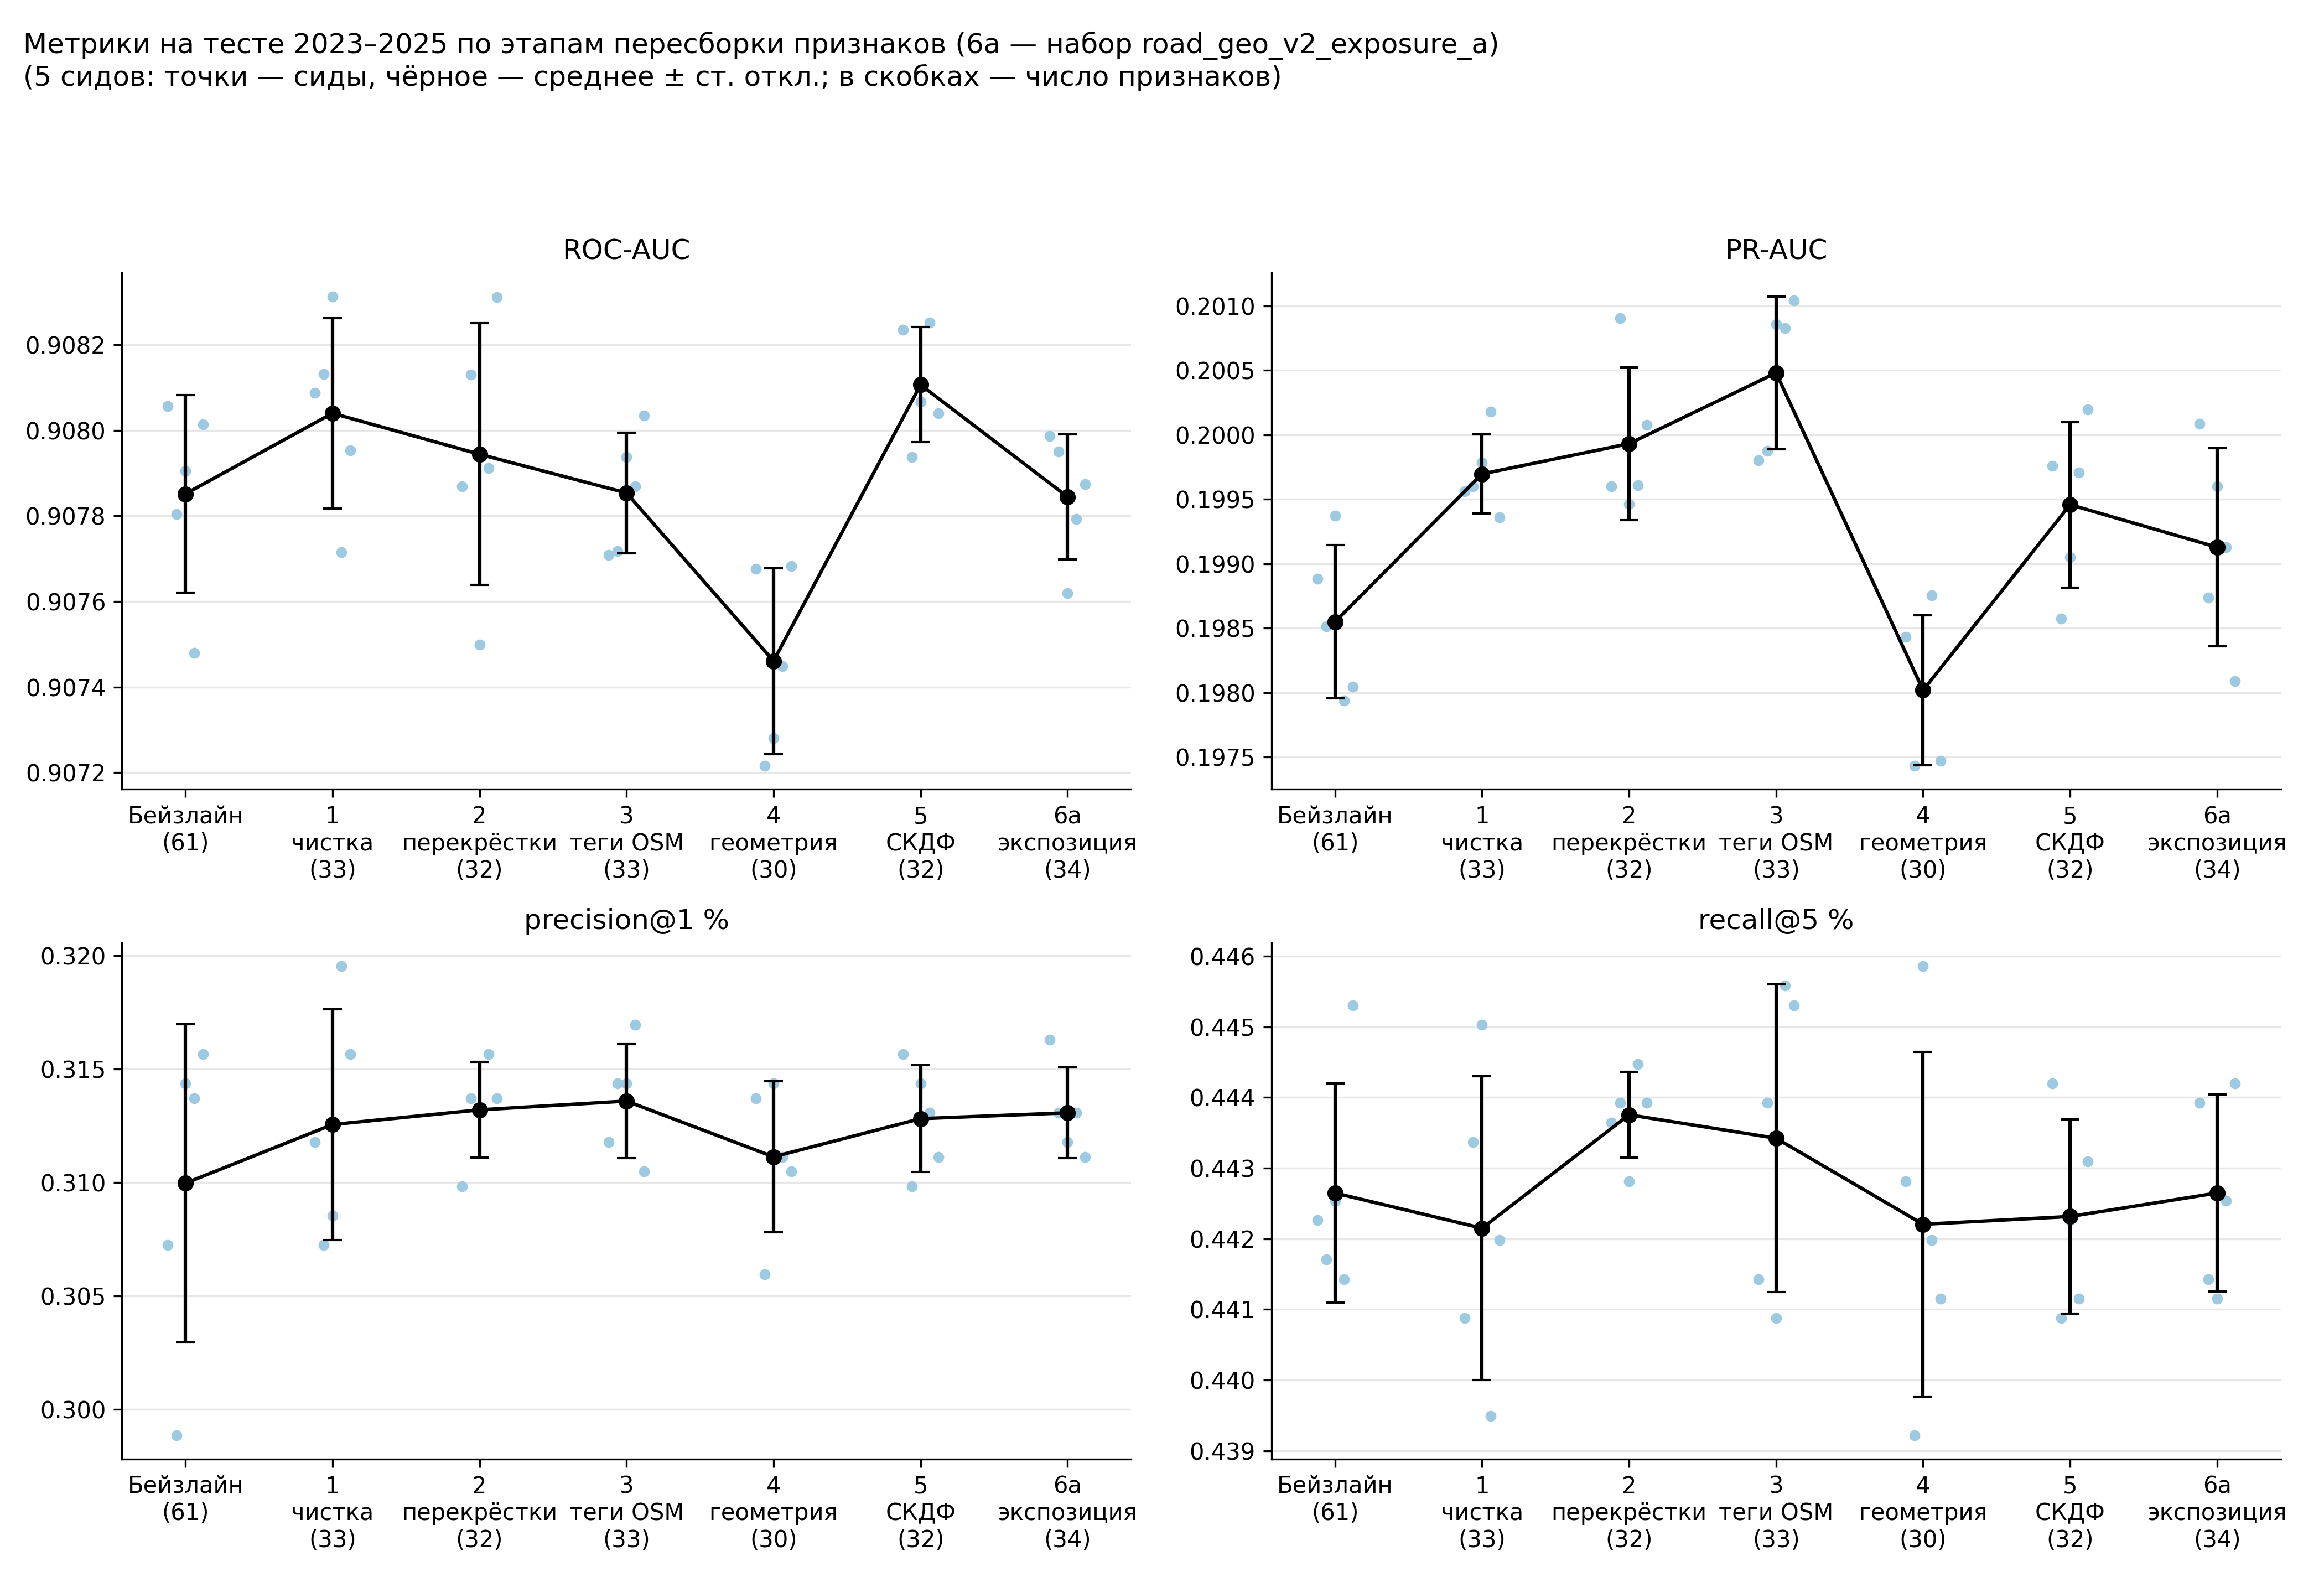 Метрики на тесте 2023–2025 по этапам пересборки признаков (6а — набор road_geo_v2_exposure_a)
(5 сидов: точки — сиды, чёрное — среднее ± ст. откл.; в скобках — число признаков)
ROC-AUC
0.9082
0.9080
0.9078
0.9076
0.9074
0.9072
Бейзлайн
(61)
1
чистка
(33)
2
перекрёстки
(32)
3
теги OSM
(33)
4
геометрия
(30)
5
СКДФ
(32)
6а
экспозиция
(34)
PR-AUC
0.2010
0.2005
0.2000
0.1995
0.1990
0.1985
0.1980
0.1975
Бейзлайн
(61)
1
чистка
(33)
2
перекрёстки
(32)
3
теги OSM
(33)
4
геометрия
(30)
5
СКДФ
(32)
6а
экспозиция
(34)
precision@1 %
0.320
0.315
0.310
0.305
0.300
Бейзлайн
(61)
1
чистка
(33)
2
перекрёстки
(32)
3
теги OSM
(33)
4
геометрия
(30)
5
СКДФ
(32)
6а
экспозиция
(34)
recall@5 %
0.446
0.445
0.444
0.443
0.442
0.441
0.440
0.439
Бейзлайн
(61)
1
чистка
(33)
2
перекрёстки
(32)
3
теги OSM
(33)
4
геометрия
(30)
5
СКДФ
(32)
6а
экспозиция
(34)